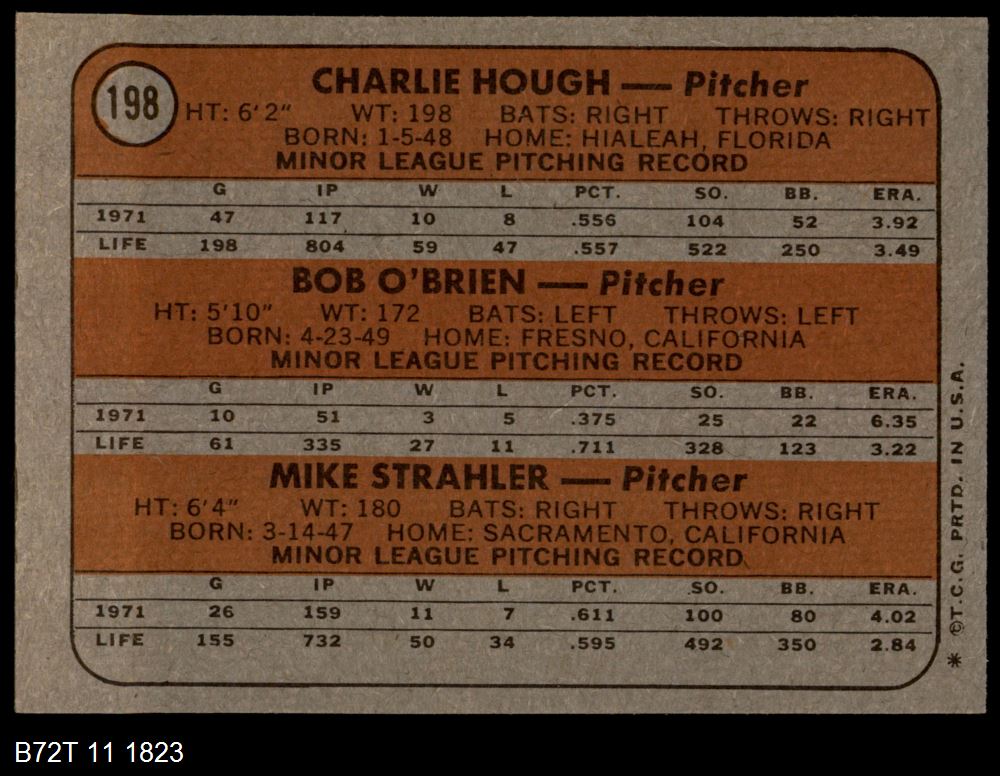 198
CHARLIE HOUGH — Pitcher
HT: 6'2" WT: 198 BATS: RIGHT THROWS: RIGHT
BORN: 1-5-48 HOME: HIALEAH, FLORIDA
MINOR LEAGUE PITCHING RECORD
G IP W L PCT. SO. BB. ERA.
1971 47 117 10 8 .556 104 52 3.92
LIFE 198 804 59 47 .557 522 250 3.49
BOB O'BRIEN — Pitcher
HT: 5'10" WT: 172 BATS: LEFT THROWS: LEFT
BORN: 4-23-49 HOME: FRESNO, CALIFORNIA
MINOR LEAGUE PITCHING RECORD
G IP W L PCT. SO. BB. ERA.
1971 10 51 3 5 .375 25 22 6.35
LIFE 61 335 27 11 .711 328 123 3.22
MIKE STRAHLER — Pitcher
HT: 6'4" WT: 180 BATS: RIGHT THROWS: RIGHT
BORN: 3-14-47 HOME: SACRAMENTO, CALIFORNIA
MINOR LEAGUE PITCHING RECORD
G IP W L PCT. SO. BB. ERA.
1971 26 159 11 7 .611 100 80 4.02
LIFE 155 732 50 34 .595 492 350 2.84
* ©T.C.G. PRTD. IN U.S.A.
B72T 11 1823